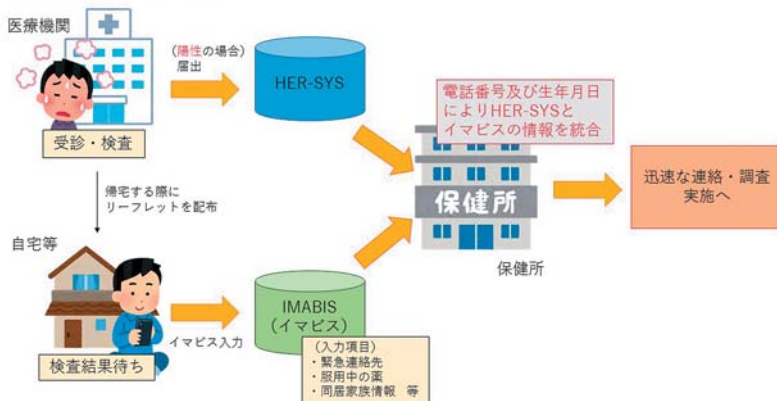 医療機関
(陽性の場合)
届出
HER-SYS
受診・検査
電話番号及び生年月日
によりHER-SYSと
イマビスの情報を統合
迅速な連絡・調査
実施へ
保健所
保健所
帰宅する際に
リーフレットを配布
自宅等
イマビス入力
検査結果待ち
IMABIS
(イマビス)
(入力項目)
・緊急連絡先
・服用中の薬
・同居家族情報 等